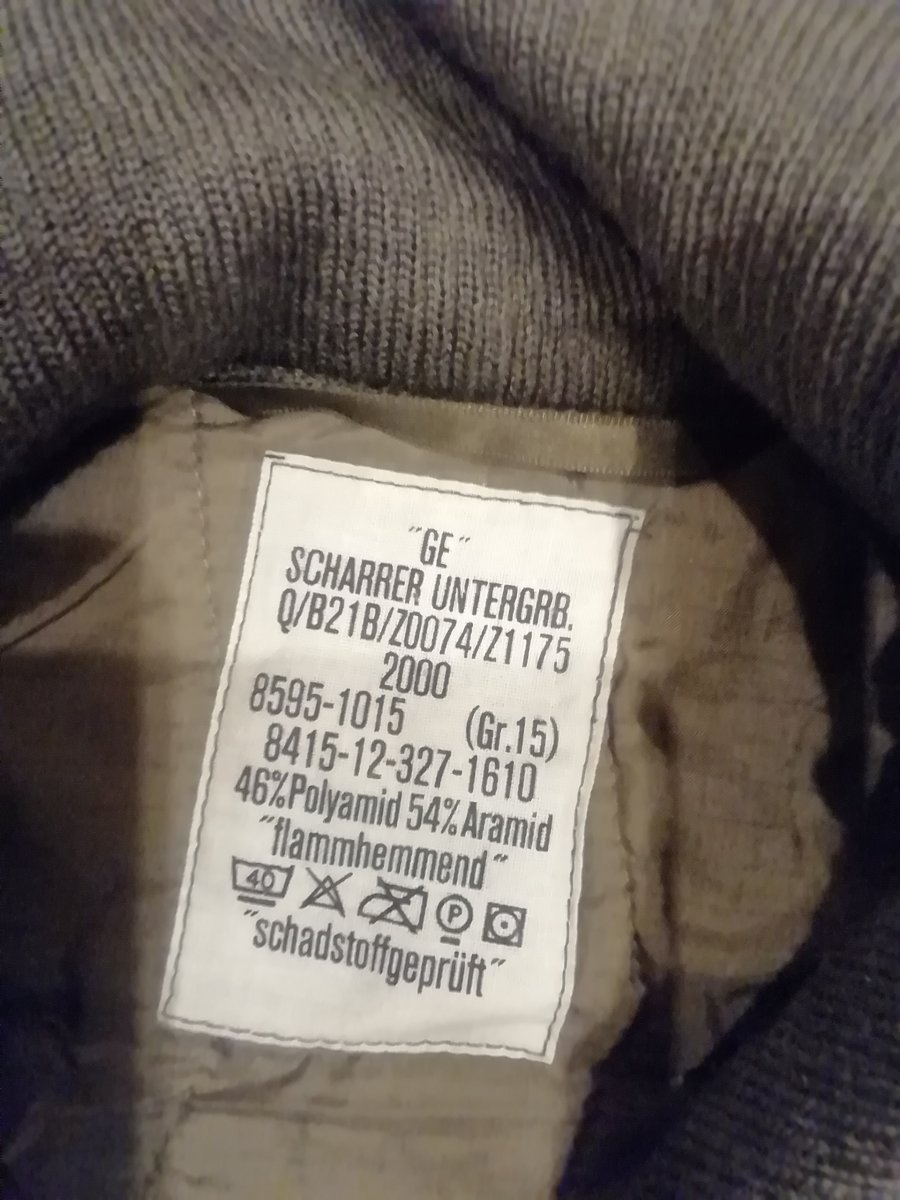 "GE"
SCHARRER UNTERGRB.
Q/B21B/Z0074/Z1175
2000
8595-1015 (Gr.15)
8415-12-327-1610
46%Polyamid 54%Aramid
"flammhemmend"
40 P
"schadstoffgeprüft"